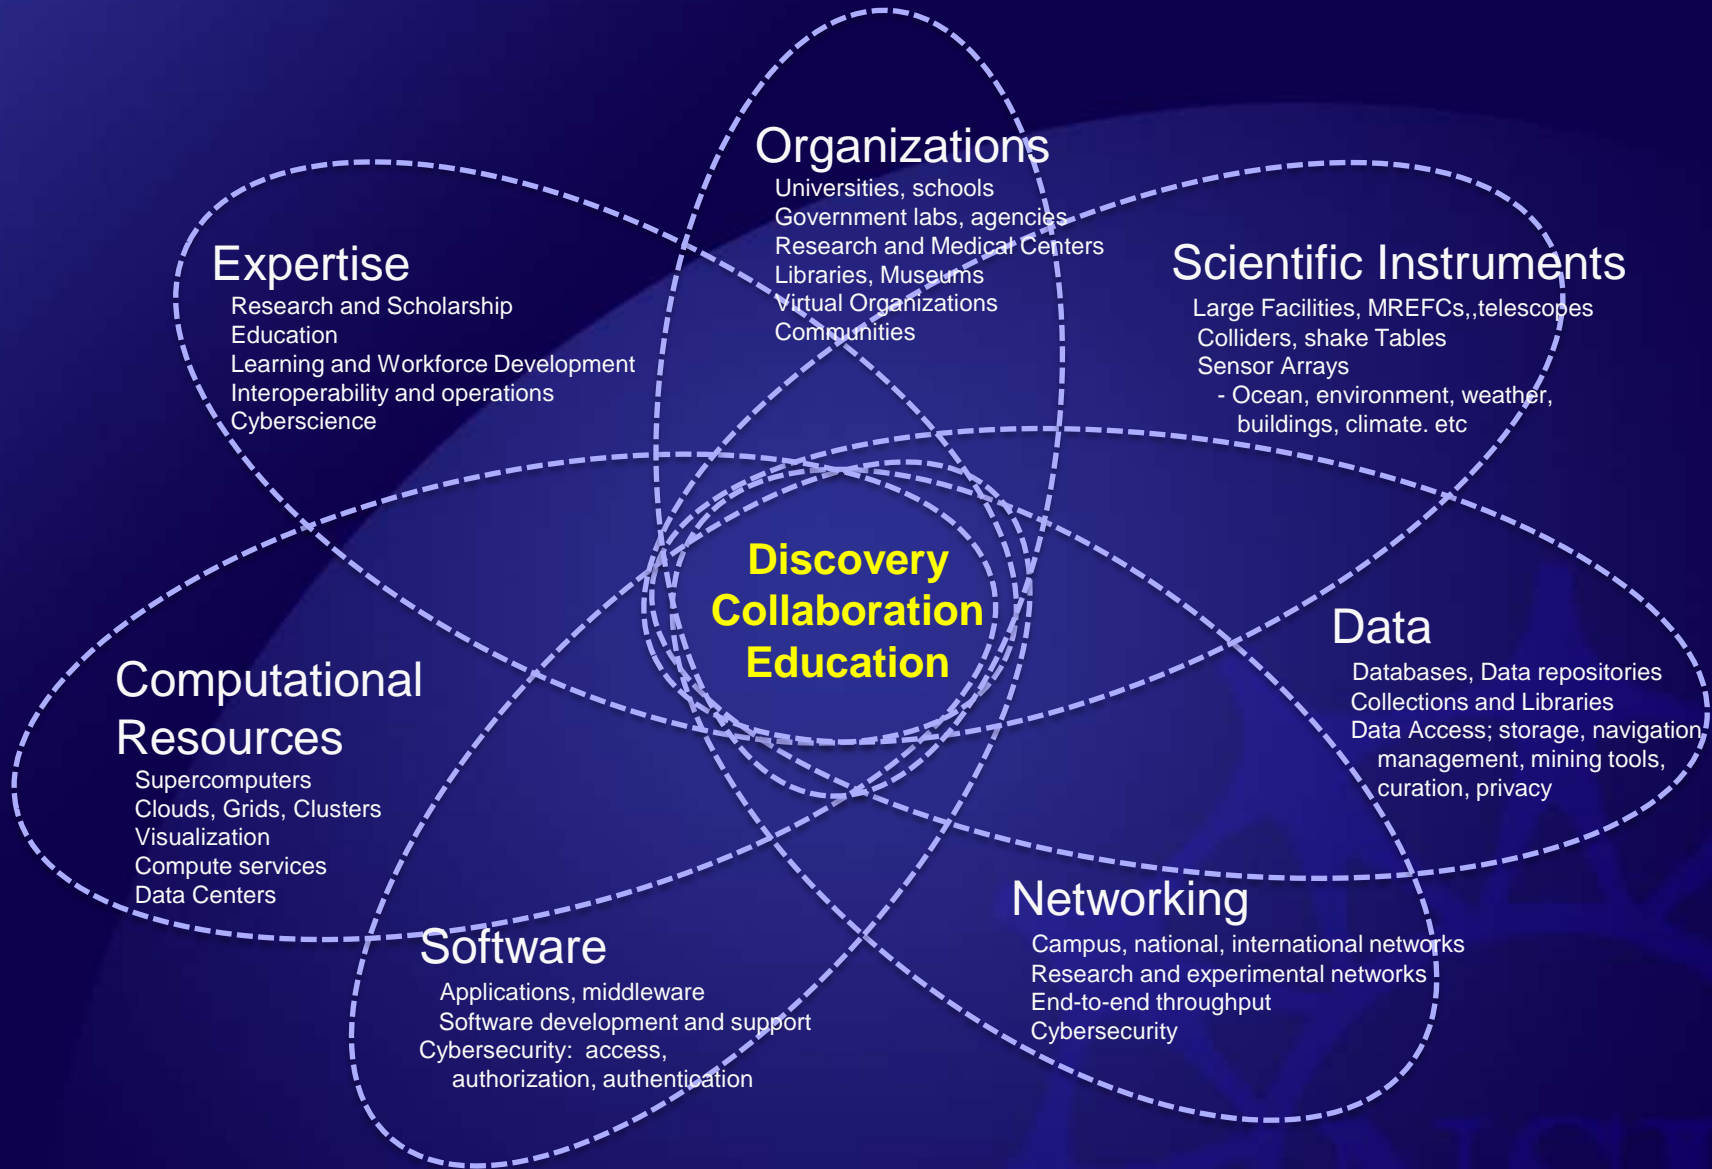 Organizations
Universities, schools
Government labs, agencies
Research and Medical Centers
Libraries, Museums
Virtual Organizations
Communities
Expertise
Research and Scholarship
Education
Learning and Workforce Development
Interoperability and operations
Cyberscience
Scientific Instruments
Large Facilities, MREFCs,,telescopes
Colliders, shake Tables
Sensor Arrays
- Ocean, environment, weather,
buildings, climate. etc
Discovery
Collaboration
Education
Data
Databases, Data repositories
Collections and Libraries
Data Access; storage, navigation
management, mining tools,
curation, privacy
Computational
Resources
Supercomputers
Clouds, Grids, Clusters
Visualization
Compute services
Data Centers
Software
Applications, middleware
Software development and support
Cybersecurity:  access,
authorization, authentication
Networking
Campus, national, international networks
Research and experimental networks
End-to-end throughput
Cybersecurity